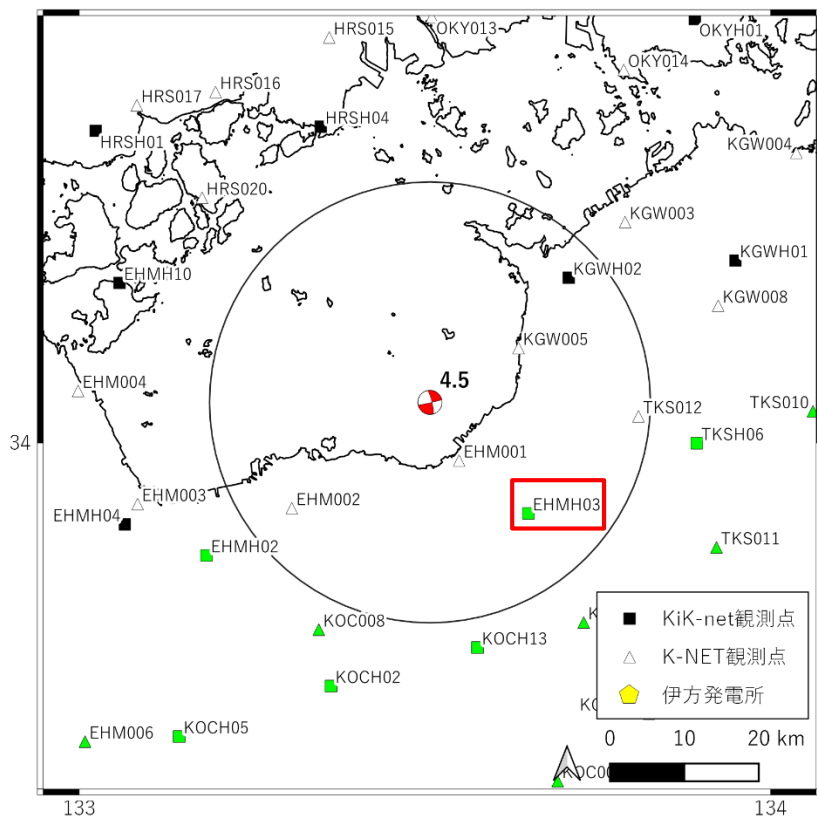 HRS015
OKY013
OKYH01
OKY014
HRS016
HRS017
HRSH04
HRSH01
KGW004
HRS020
KGW003
KGWH01
KGWH02
EHMH10
KGW008
KGW005
EHM004
4.5
TKS010
TKS012
34
TKSH06
EHM001
EHM003
EHM002
EHMH03
EHMH04
TKS011
EHMH02
KOC008
KOCH13
KiK-net観測点
K-NET観測点
伊方発電所
KOCH02
EHM006
KOCH05
0 10 20 km
133
134